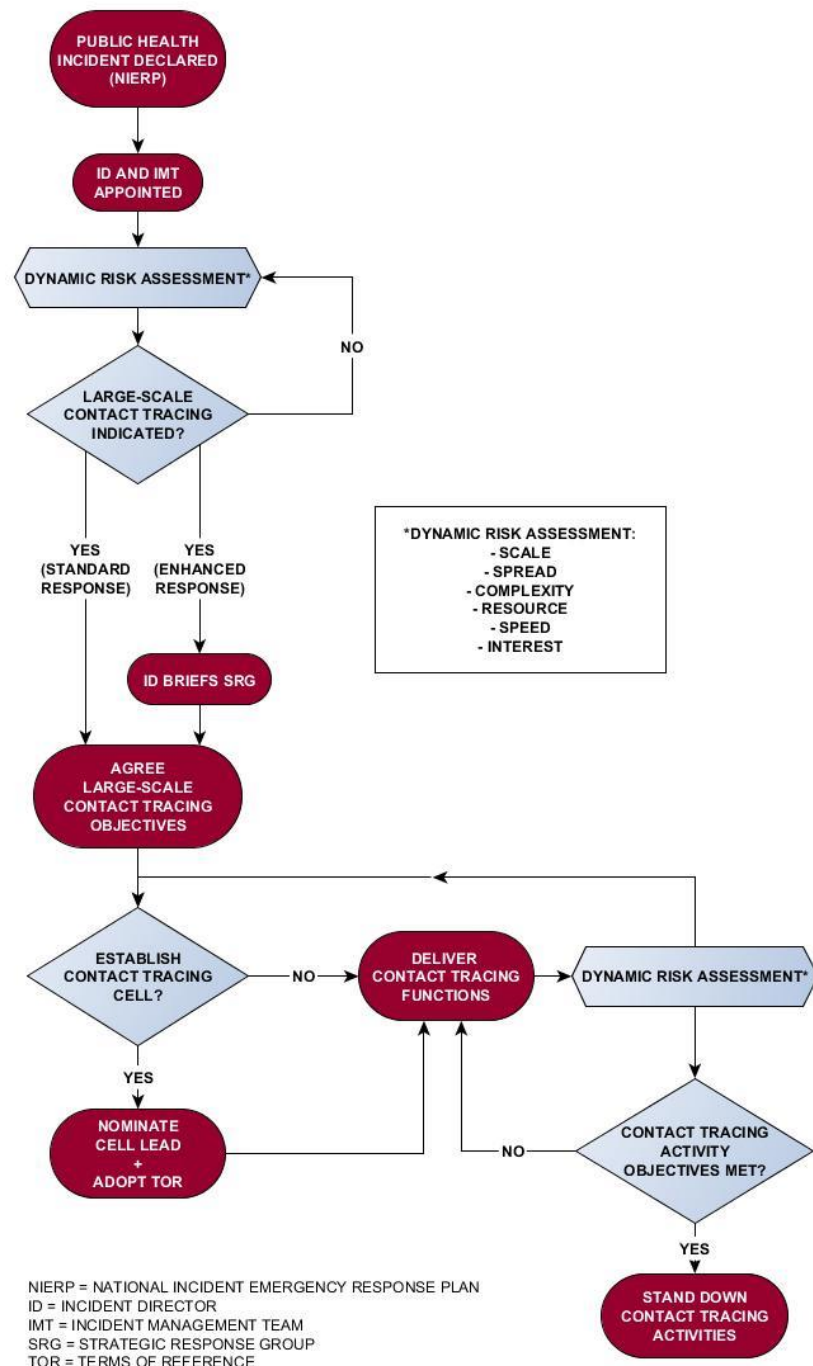 PUBLIC HEALTH
INCIDENT DECLARED
(NIERP)
ID AND IMT
APPOINTED
DYNAMIC RISK ASSESSMENT*
NO
LARGE-SCALE
CONTACT TRACING
INDICATED?
YES
(STANDARD
RESPONSE)
YES
(ENHANCED
RESPONSE)
*DYNAMIC RISK ASSESSMENT:
- SCALE
- SPREAD
- COMPLEXITY
- RESOURCE
- SPEED
- INTEREST
ID BRIEFS SRG
AGREE
LARGE-SCALE
CONTACT TRACING
OBJECTIVES
ESTABLISH
CONTACT TRACING
CELL?
NO
DELIVER
CONTACT TRACING
FUNCTIONS
DYNAMIC RISK ASSESSMENT*
YES
NOMINATE
CELL LEAD
+
ADOPT TOR
NO
CONTACT TRACING
ACTIVITY
OBJECTIVES MET?
YES
STAND DOWN
CONTACT TRACING
ACTIVITIES
NIERP = NATIONAL INCIDENT EMERGENCY RESPONSE PLAN
ID = INCIDENT DIRECTOR
IMT = INCIDENT MANAGEMENT TEAM
SRG = STRATEGIC RESPONSE GROUP
TOR = TERMS OF REFERENCE